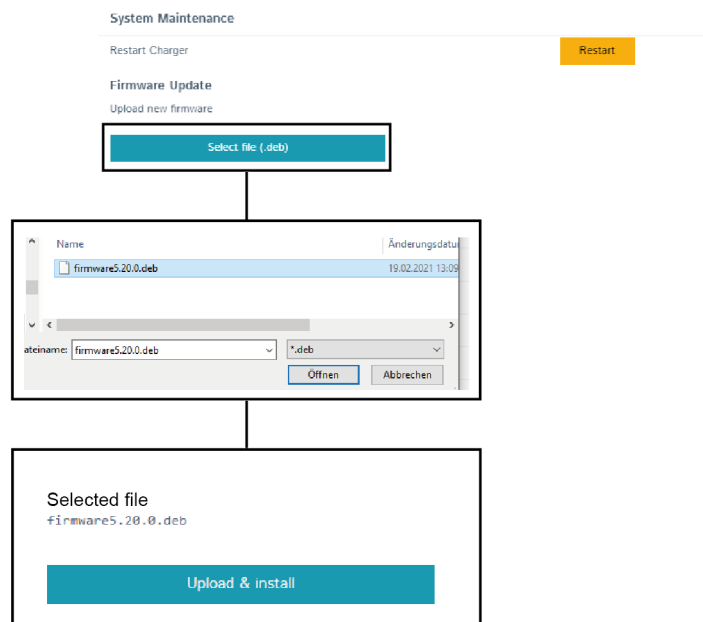 System Maintenance
Restart Charger Restart
Firmware Update
Upload new firmware
Select file (.deb)
Name Änderungsdatu
firmware5.20.0.deb 19.02.2021 13:09
ateiname: firmware5.20.0.deb *.deb
Öffnen Abbrechen
Selected file
firmware5.20.0.deb
Upload & install